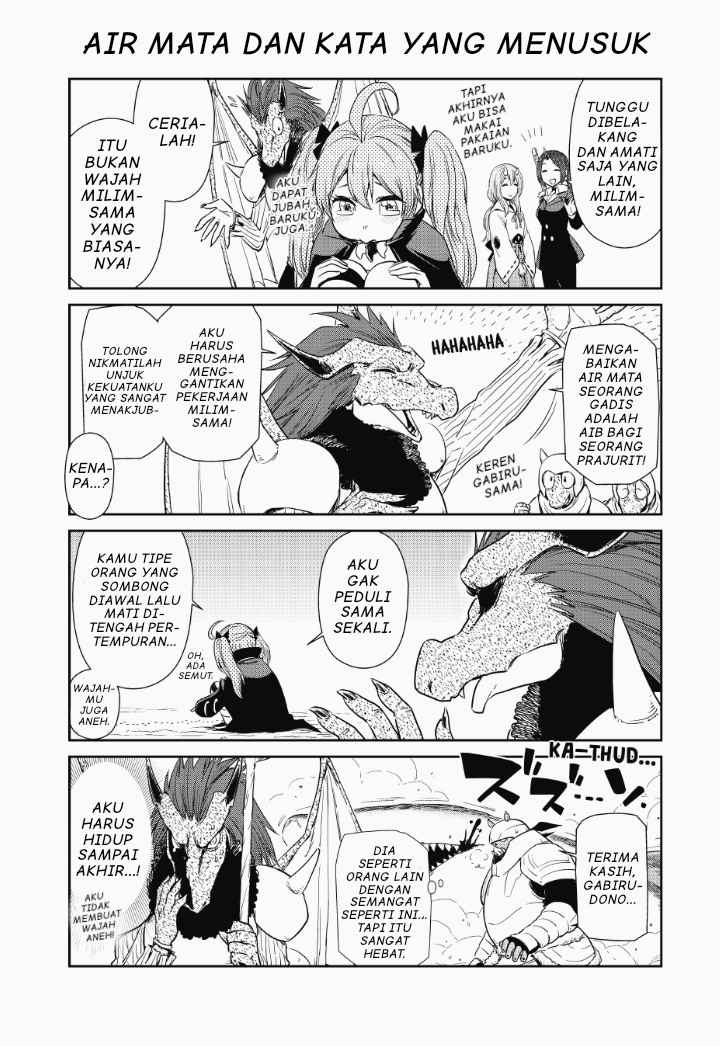 AIR MATA DAN KATA YANG MENUSUK
TUNGGU
DIBELA-
KANG
DAN AMATI
SAJA YANG
LAIN,
MILIM-
SAMA!
TAPI
AKHIRNYA
AKU BISA
MAKAI
PAKAIAN
BARUKU.
AKU
DAPAT
JUBAH
BARUKU
JUGA...
CERIA-
LAH!
ITU
BUKAN
WAJAH
MILIM-
SAMA
YANG
BIASA-
NYA!
MENGA-
BAIKAN
AIR MATA
SEORANG
GADIS
ADALAH
AIB BAGI
SEORANG
PRAJURIT!
KEREN
GABIRU-
SAMA!
HAHAHAHA
AKU
HARUS
BERUSAHA
MENG-
GANTIKAN
PEKERJAAN
MILIM-
SAMA!
TOLONG
NIKMATILAH
UNJUK
KEKUATANKU
YANG SANGAT
MENAKJUB-
KENA-
PA...?
AKU
GAK
PEDULI
SAMA
SEKALI.
OH,
ADA
SEMUT.
KAMU TIPE
ORANG YANG
SOMBONG
DIAWAL LALU
MATI DI-
TENGAH PER-
TEMPURAN...
WAJAH-
MU
JUGA
ANEH.
KA-THUD...
ズズ……ン
TERIMA
KASIH,
GABIRU-
DONO...
DIA
SEPERTI
ORANG LAIN
DENGAN
SEMANGAT
SEPERTI INI...
TAPI ITU
SANGAT
HEBAT.
AKU
HARUS
HIDUP
SAMPAI
AKHIR...!
AKU
TIDAK
MEMBUAT
WAJAH
ANEH!